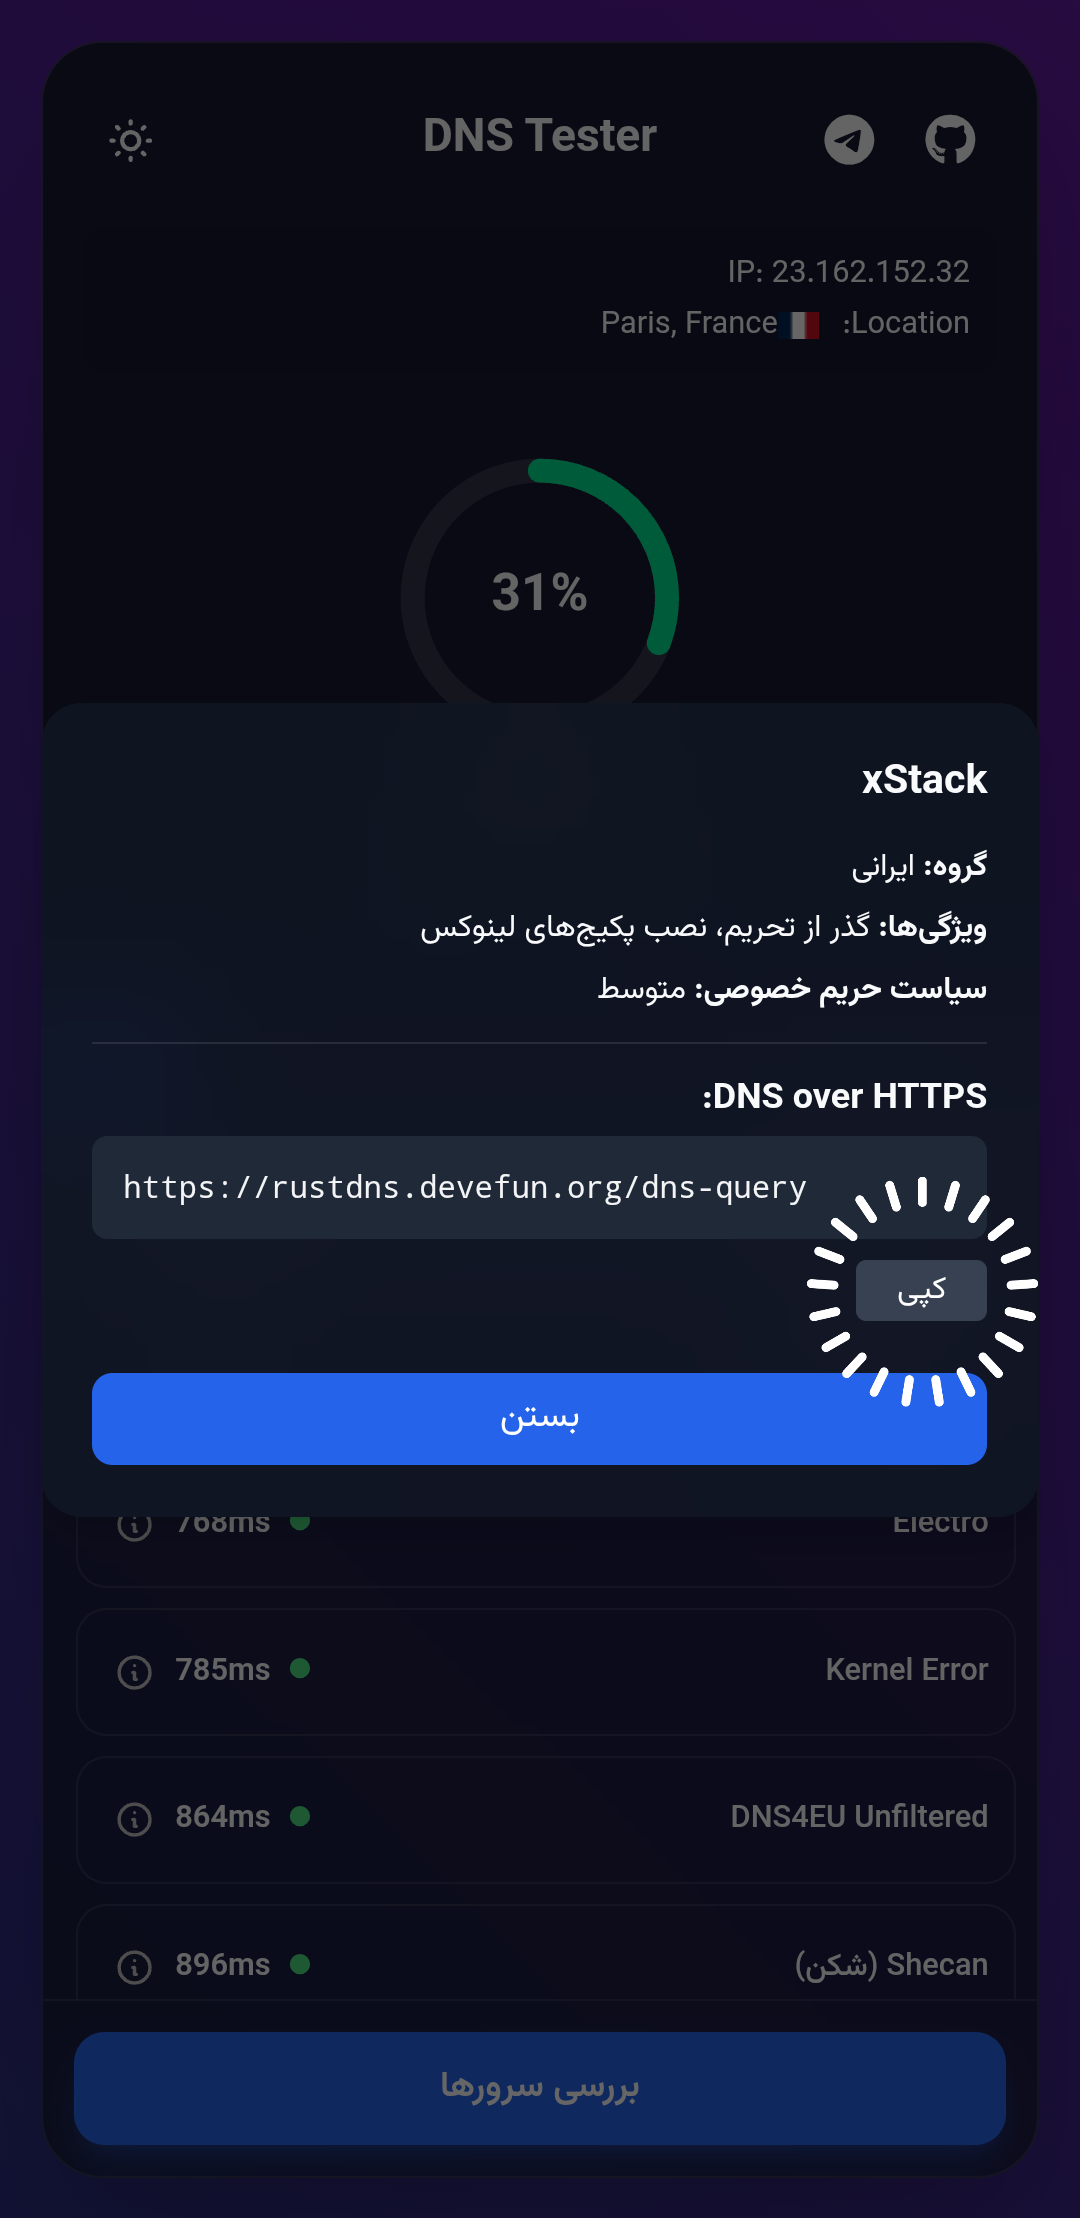 DNS Tester
IP: 23.162.152.32
Location: Paris, France
31%
xStack
گروه: ایرانی
ویژگی‌ها: گذر از تحریم، نصب پکیج‌های لینوکس
سیاست حریم خصوصی: متوسط
DNS over HTTPS:
https://rustdns.devefun.org/dns-query
کپی
بستن
Electro 768ms
Kernel Error 785ms
DNS4EU Unfiltered 864ms
Shecan (شکن) 896ms
بررسی سرورها